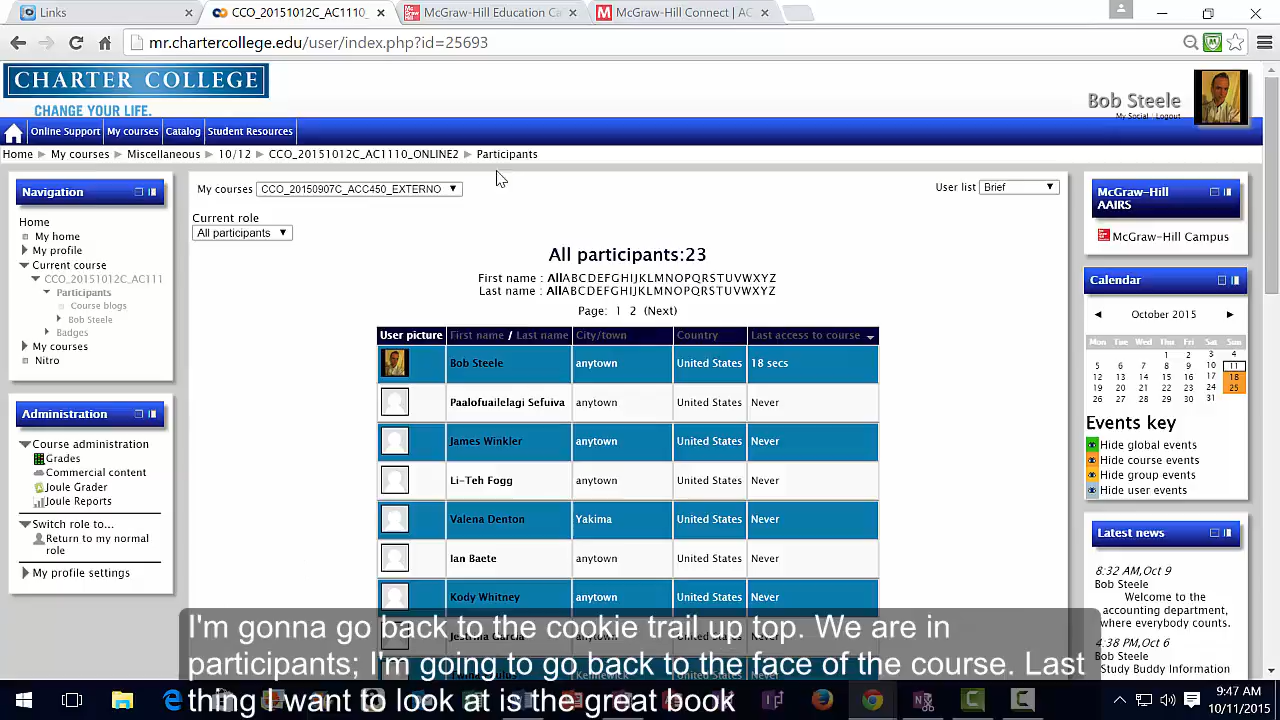 Links
CCO_20151012C_AC1110_
McGraw-Hill Education Ca
McGraw-Hill Connect | AC
mr.chartercollege.edu/user/index.php?id=25693
CHARTER COLLEGE
CHANGE YOUR LIFE.
Bob Steele
My Social Logout
Online Support
My courses
Catalog
Student Resources
Home ▶ My courses ▶ Miscellaneous ▶ 10/12 ▶ CCO_20151012C_AC1110_ONLINE2 ▶ Participants
Navigation
Home
My home
My profile
Current course
CCO_20151012C_AC111
Participants
Course blogs
Bob Steele
Badges
My courses
Nitro
Administration
Course administration
Grades
Commercial content
Joule Grader
Joule Reports
Switch role to...
Return to my normal
role
My profile settings
My courses CCO_20150907C_ACC450_EXTERNO
User list Brief
Current role
All participants
All participants:23
First name : AllABCDEFGHIJKLMNOPQRSTUVWXYZ
Last name : AllABCDEFGHIJKLMNOPQRSTUVWXYZ
Page: 1 2 (Next)
User picture First name / Last name City/town Country Last access to course
Bob Steele anytown United States 18 secs
Paalofuailelagi Sefuiva anytown United States Never
James Winkler anytown United States Never
Li-Teh Fogg anytown United States Never
Valena Denton Yakima United States Never
Ian Baete anytown United States Never
Kody Whitney anytown United States Never
McGraw-Hill
AAIRS
McGraw-Hill Campus
Calendar
October 2015
Mon Tue Wed Thu Fri Sat Sun
1 2 3 4
5 6 7 8 9 10 11
12 13 14 15 16 17 18
19 20 21 22 23 24 25
26 27 28 29 30 31
Events key
Hide global events
Hide course events
Hide group events
Hide user events
Latest news
8:32 AM,Oct 9
Bob Steele
Welcome to the
accounting department,
where everybody counts.
4:38 PM,Oct 8
Bob Steele
Study Buddy Information
I'm gonna go back to the cookie trail up top. We are in
participants; I'm going to go back to the face of the course. Last
thing I want to look at is the great book
9:47 AM
10/11/2015